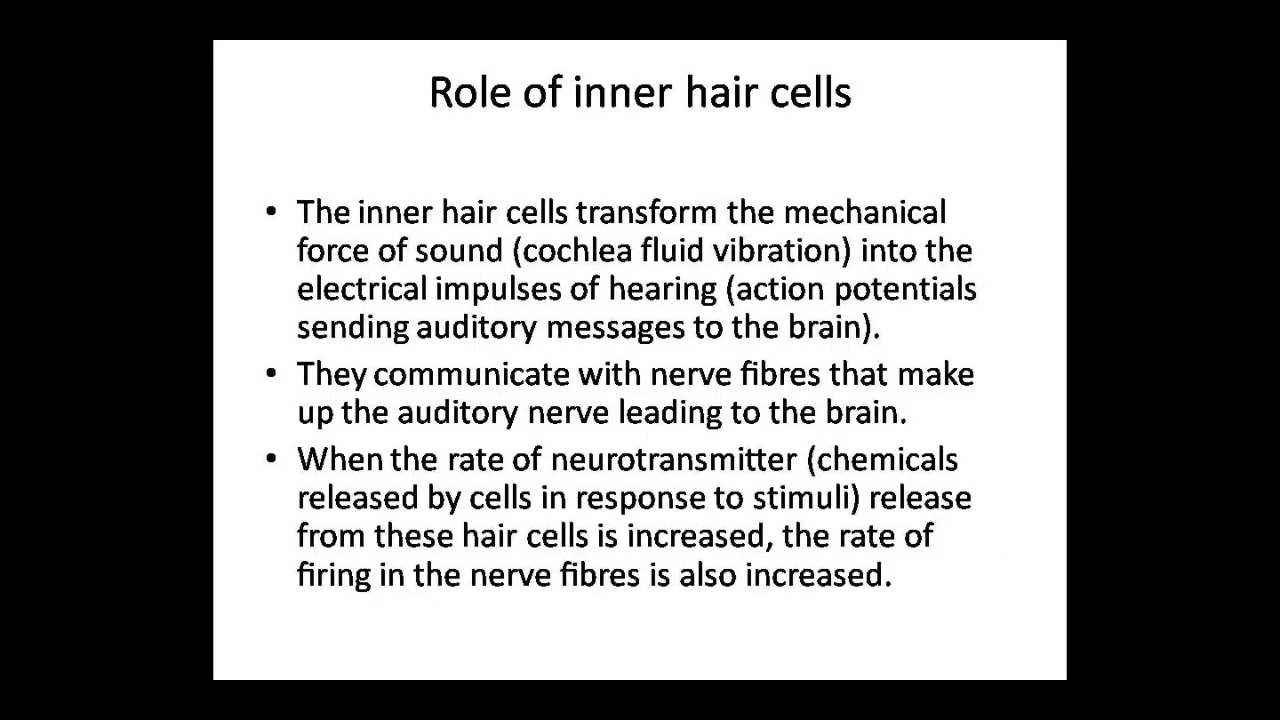 Role of inner hair cells
• The inner hair cells transform the mechanical
force of sound (cochlea fluid vibration) into the
electrical impulses of hearing (action potentials
sending auditory messages to the brain).
• They communicate with nerve fibres that make
up the auditory nerve leading to the brain.
• When the rate of neurotransmitter (chemicals
released by cells in response to stimuli) release
from these hair cells is increased, the rate of
firing in the nerve fibres is also increased.